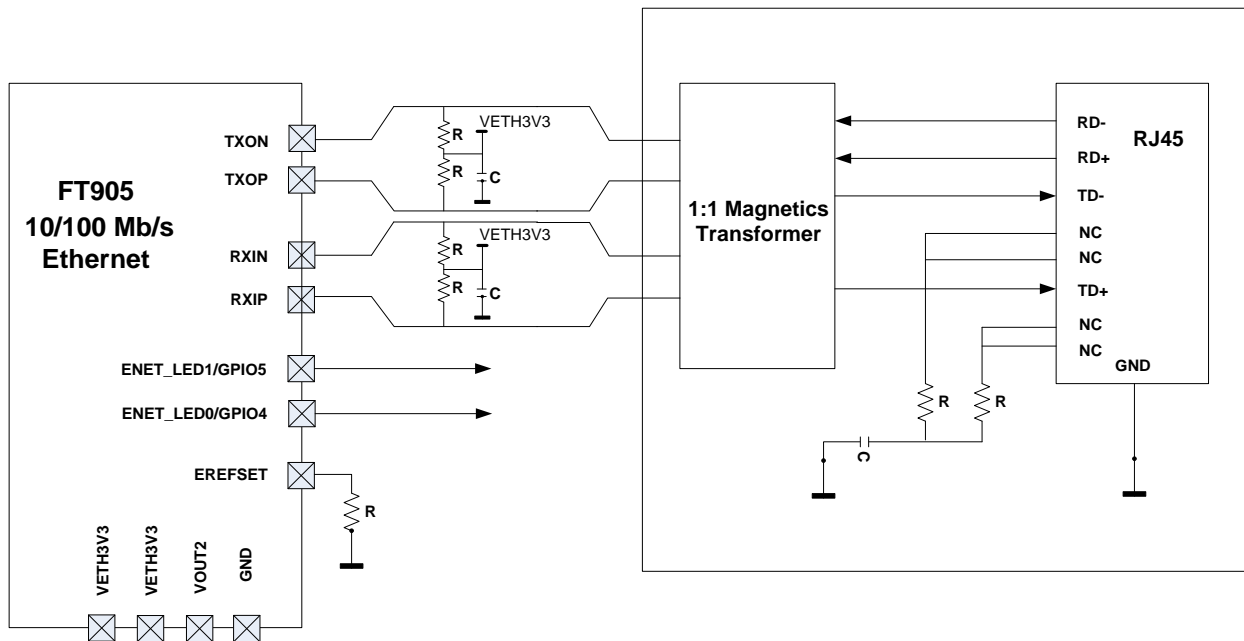 FT905
10/100 Mb/s
Ethernet
TXON
TXOP
RXIN
RXIP
ENET_LED1/GPIO5
ENET_LED0/GPIO4
EREFSET
VETH3V3
VETH3V3
VOUT2
GND
R
VETH3V3
R
R
C
VETH3V3
R
R
C
1:1 Magnetics
Transformer
RJ45
RD-
RD+
TD-
NC
NC
TD+
NC
NC
GND
R
R
C